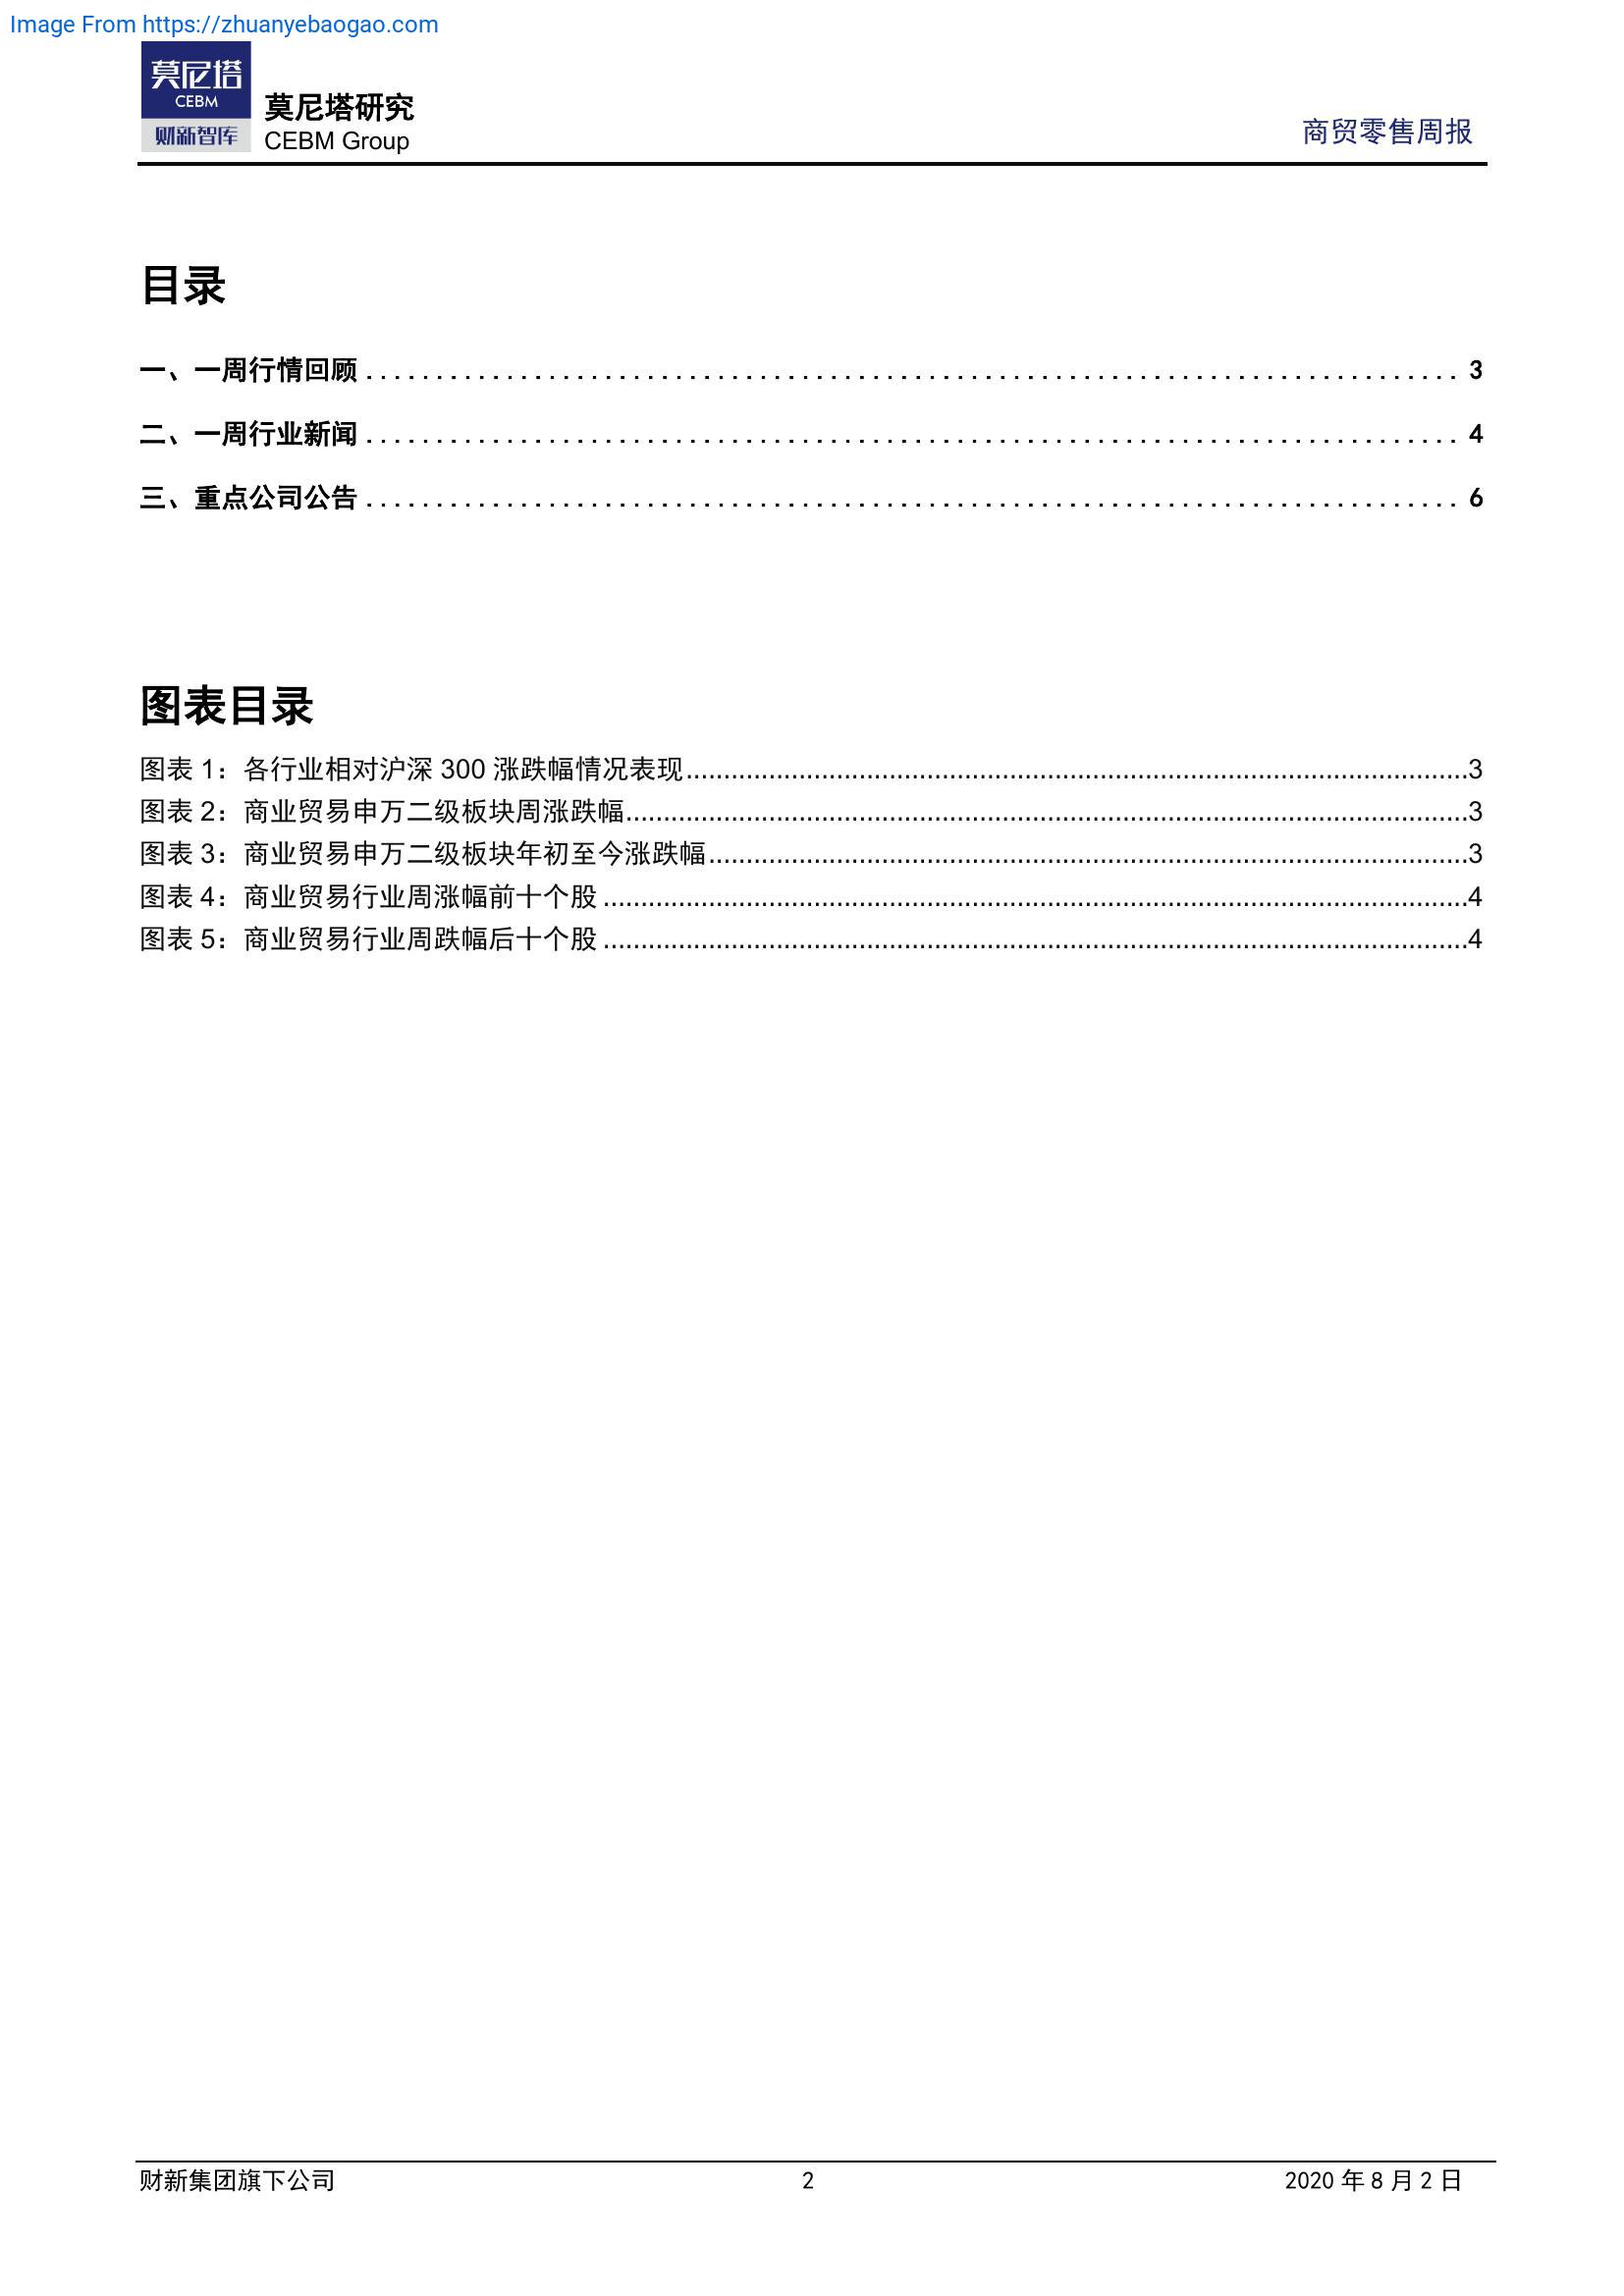 Image From https://zhuanyebaogao.com
莫尼塔
CEBM
财新智库
莫尼塔研究
CEBM Group
商贸零售周报
目录
一、一周行情回顾 ........................................................................ 3
二、一周行业新闻 ........................................................................ 4
三、重点公司公告 ........................................................................ 6
图表目录
图表 1：各行业相对沪深 300 涨跌幅情况表现........................................................................3
图表 2：商业贸易申万二级板块周涨跌幅........................................................................3
图表 3：商业贸易申万二级板块年初至今涨跌幅........................................................................3
图表 4：商业贸易行业周涨幅前十个股 ........................................................................4
图表 5：商业贸易行业周跌幅后十个股 ........................................................................4
财新集团旗下公司
2
2020 年 8 月 2 日